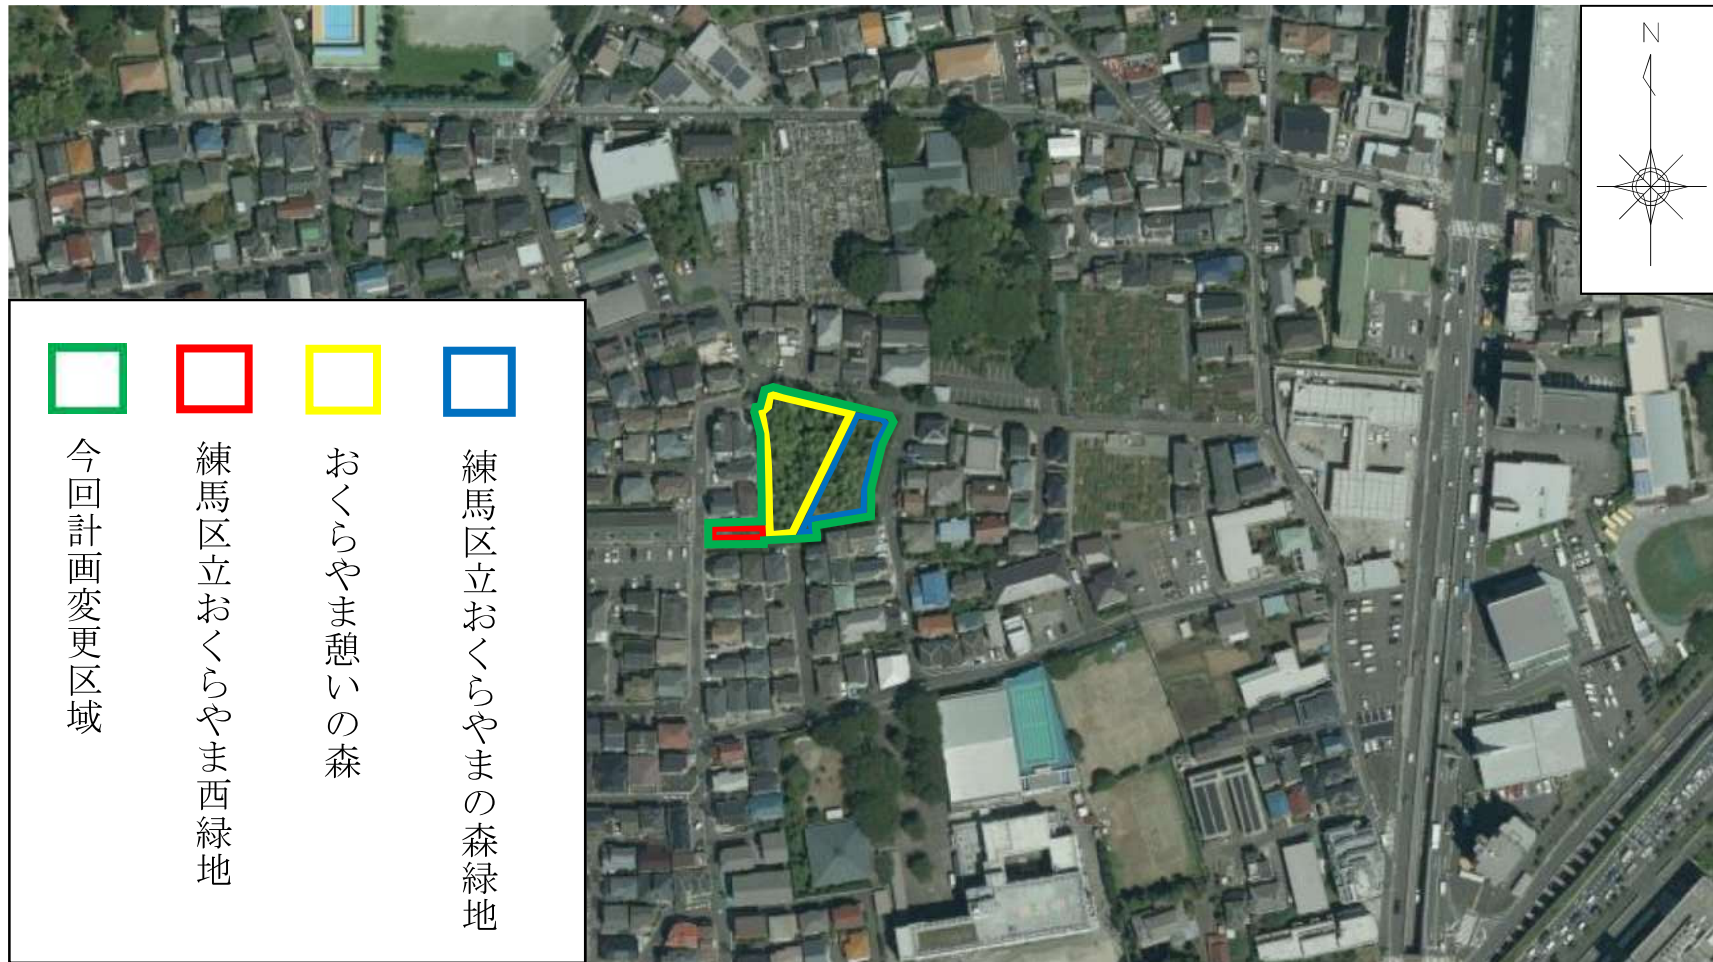 練馬区立おくらやまの森緑地
おくらやま憩いの森
練馬区立おくらやま西緑地
今回計画変更区域
N